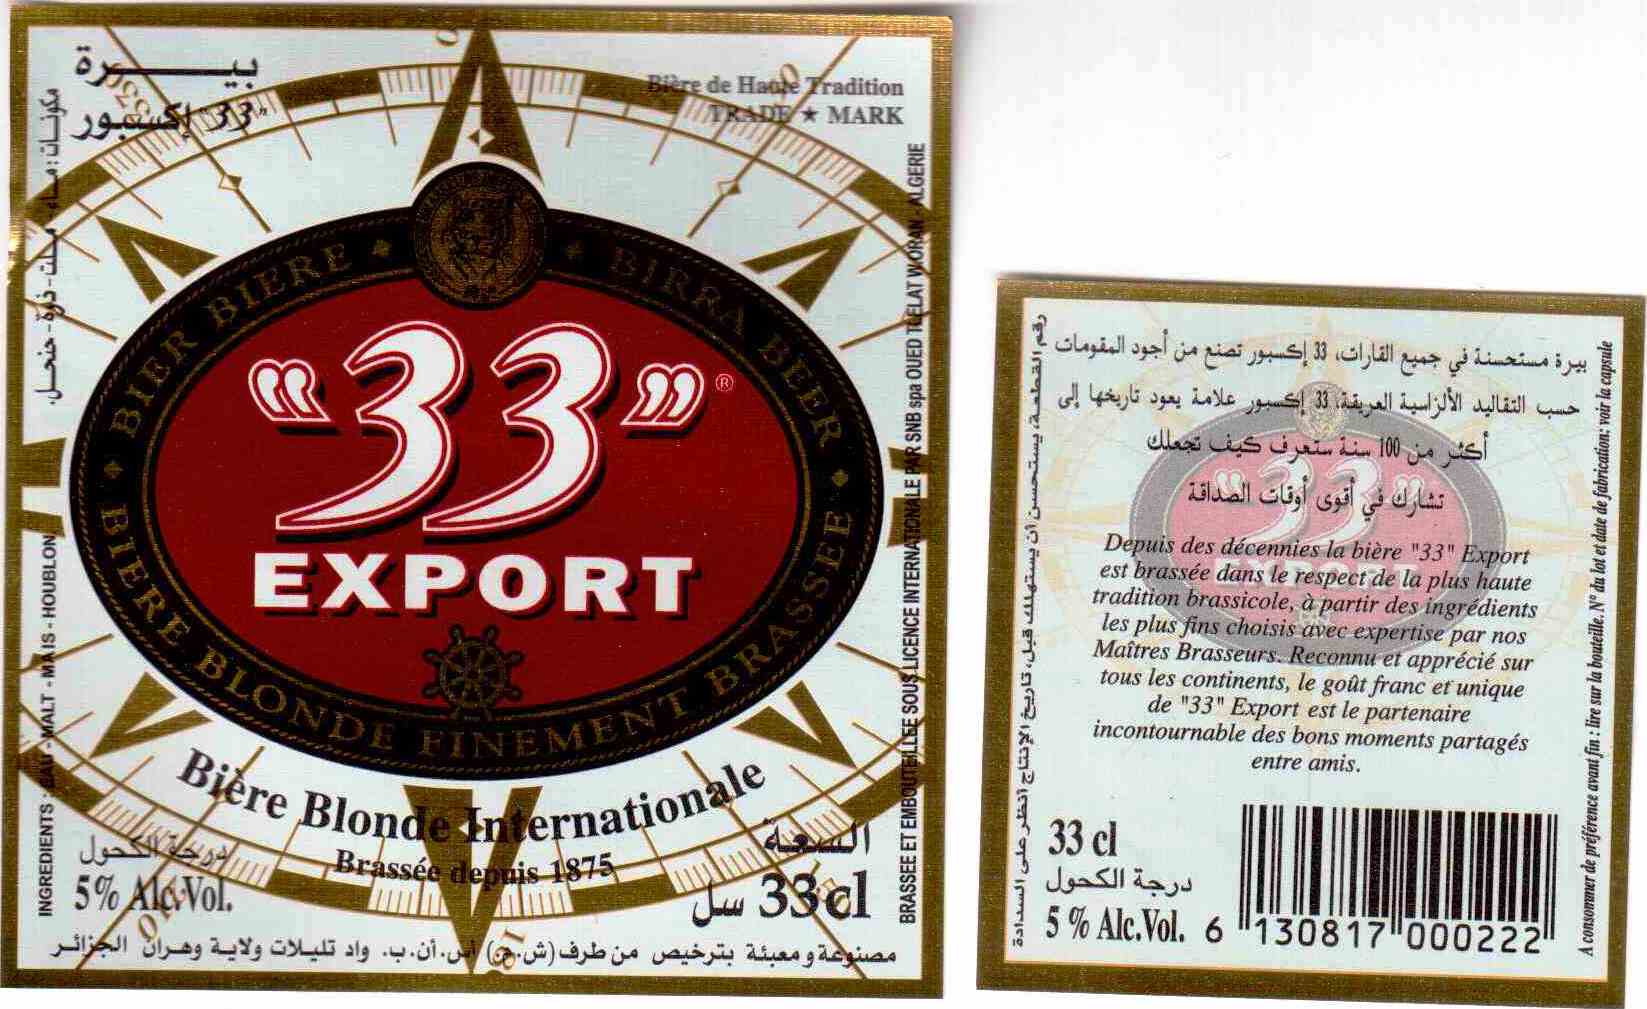 بيرة
"33" إكسبور
Bière de Haute Tradition
TRADE ★ MARK
مكونات: ماء - ملت - ذرة - حنحل.
INGREDIENTS : EAU - MALT - MAIS - HOUBLON
BIER BIERE BIRRA BEER
"33"®
EXPORT
BIERE BLONDE FINEMENT BRASSEE
Bière Blonde Internationale
Brassée depuis 1875
درجة الكحول
5% Alc.Vol.
السعة
33cl سل
مصنوعة و معبئة بترخيص من طرف (ش.م) أس.أن.ب. واد تليلات ولاية وهران الجزائر
BRASSEE ET EMBOUTEILLEE SOUS LICENCE INTERNATIONALE PAR SNB spa OUED TLELAT W.ORAN - ALGERIE
بيرة مستحسنة في جميع القارات، 33 إكسبور تصنع من أجود المقومات
حسب التقاليد الألزاسية العريقة، 33 إكسبور علامة يعود تاريخها إلى
أكثر من 100 سنة ستعرف كيف تجعلك
تشارك في أقوى أوقات الصداقة
"33"
EXPORT
Depuis des décennies la bière "33" Export
est brassée dans le respect de la plus haute
tradition brassicole, à partir des ingrédients
les plus fins choisis avec expertise par nos
Maîtres Brasseurs. Reconnu et apprécié sur
tous les continents, le goût franc et unique
de "33" Export est le partenaire
incontournable des bons moments partagés
entre amis.
33 cl
درجة الكحول
5 % Alc.Vol.
6 130817 000222
رقم القطعة، يستحسن أن يستهلك قبل، تاريخ الإنتاج أنظر على السدادة
A consommer de préférence avant fin : lire sur la bouteille. N° du lot et date de fabrication: voir la capsule